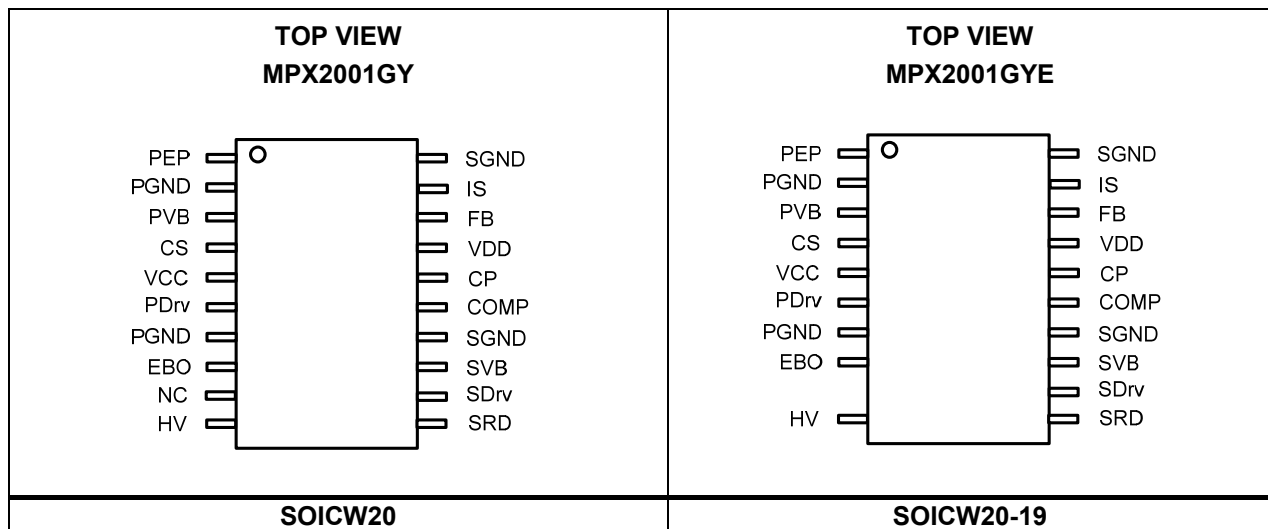 TOP VIEW
MPX2001GY
PEP SGND
PGND IS
PVB FB
CS VDD
VCC CP
PDrv COMP
PGND SGND
EBO SVB
NC SDrv
HV SRD
SOICW20
TOP VIEW
MPX2001GYE
PEP SGND
PGND IS
PVB FB
CS VDD
VCC CP
PDrv COMP
PGND SGND
EBO SVB
SDrv
HV SRD
SOICW20-19